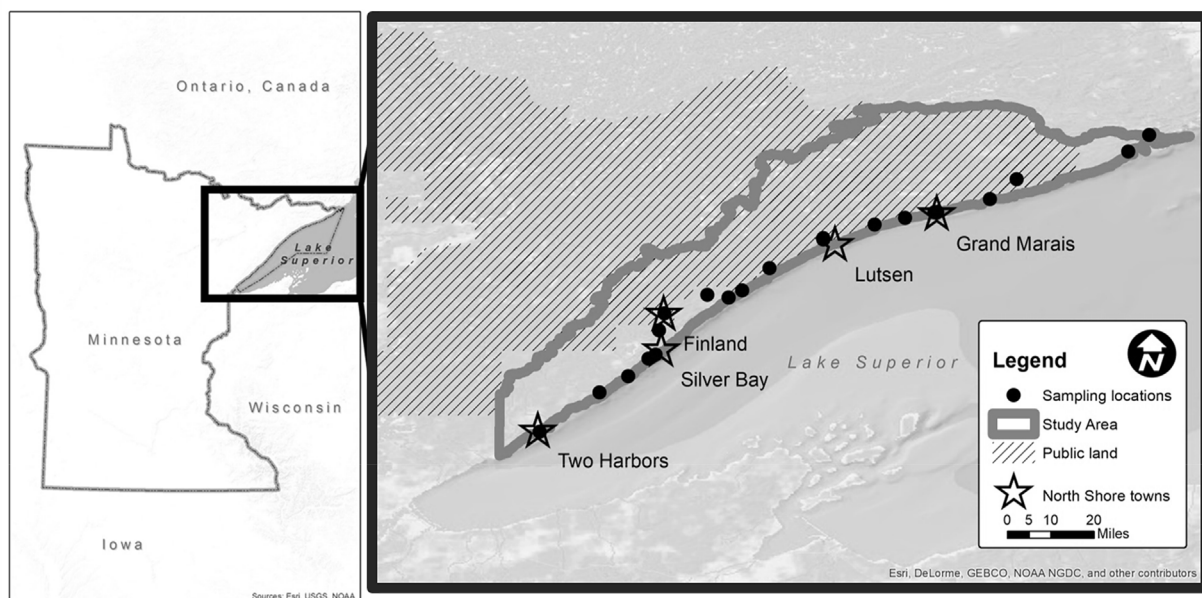 Ontario, Canada
Lake
Superior
Minnesota
Wisconsin
Iowa
Sources: Esri, USGS, NOAA
Grand Marais
Lutsen
Finland
Silver Bay
Two Harbors
Lake Superior
Legend
N
Sampling locations
Study Area
Public land
North Shore towns
0 5 10 20
Miles
Esri, DeLorme, GEBCO, NOAA NGDC, and other contributors